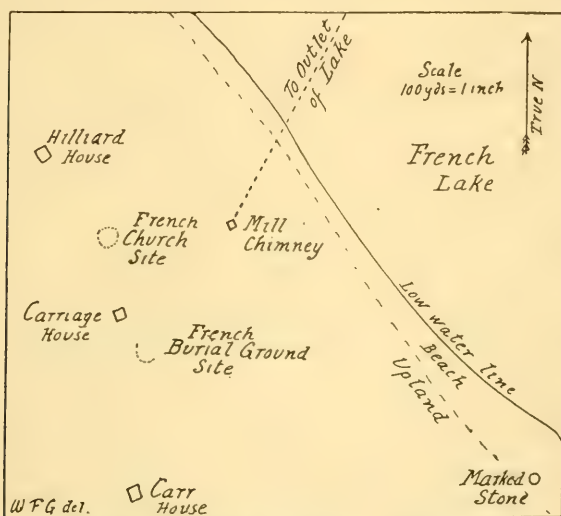 To Outlet
of Lake
Scale
100 yds = 1 inch
True N
Hilliard
House
French
Lake
French
Church
Site
Mill
Chimney
Carriage
House
French
Burial Ground
Site
Low water line
Beach
Upland
Marked
Stone
Carr
House
W F G del.